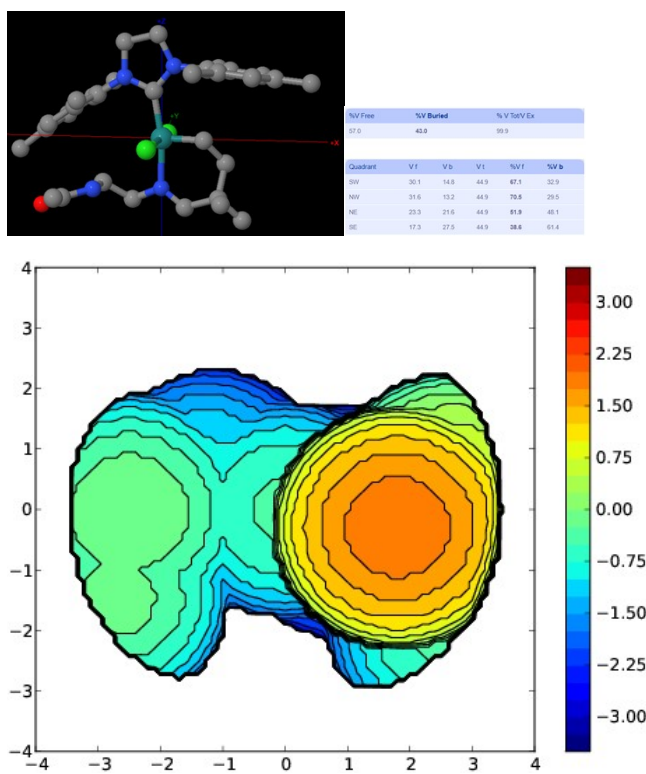 +Z
+Y
+X
%V Free %V Buried % V Tot/V Ex
57.0 43.0 99.9
Quadrant V f V b V t %V f %V b
SW 30.1 14.8 44.9 67.1 32.9
NW 31.6 13.2 44.9 70.5 29.5
NE 23.3 21.6 44.9 51.9 48.1
SE 17.3 27.5 44.9 38.6 61.4
4
3
2
1
0
−1
−2
−3
−4
−4 −3 −2 −1 0 1 2 3 4
3.00
2.25
1.50
0.75
0.00
−0.75
−1.50
−2.25
−3.00